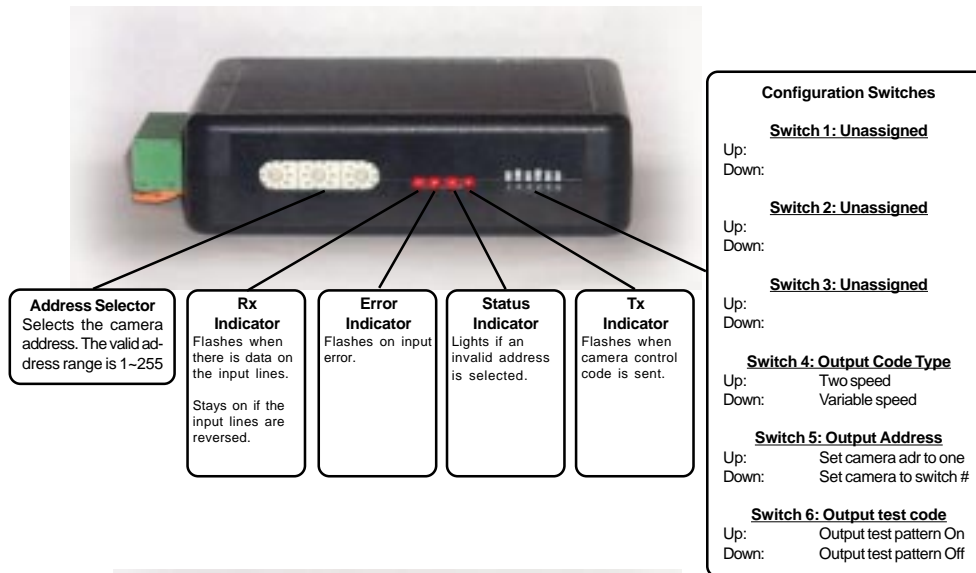 Configuration Switches
Switch 1: Unassigned
Up:
Down:
Switch 2: Unassigned
Up:
Down:
Switch 3: Unassigned
Up:
Down:
Switch 4: Output Code Type
Up: Two speed
Down: Variable speed
Switch 5: Output Address
Up: Set camera adr to one
Down: Set camera to switch #
Switch 6: Output test code
Up: Output test pattern On
Down: Output test pattern Off
Address Selector
Selects the camera
address. The valid ad-
dress range is 1~255
Rx
Indicator
Flashes when
there is data on
the input lines.
Stays on if the
input lines are
reversed.
Error
Indicator
Flashes on input
error.
Status
Indicator
Lights if an
invalid address
is selected.
Tx
Indicator
Flashes when
camera control
code is sent.